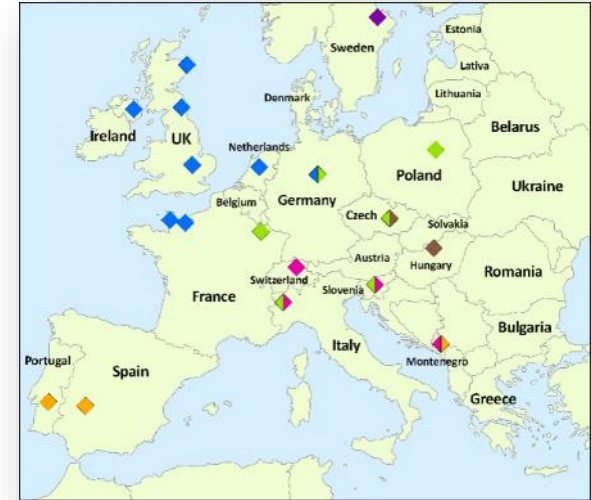 Sweden
Estonia
Lativa
Lithuania
Denmark
Belarus
Ireland
UK
Netherlands
Poland
Germany
Belgium
Ukraine
Czech
Solvakia
Austria
Hungary
Switzerland
Slovenia
Romania
France
Italy
Bulgaria
Montenegro
Portugal
Spain
Greece